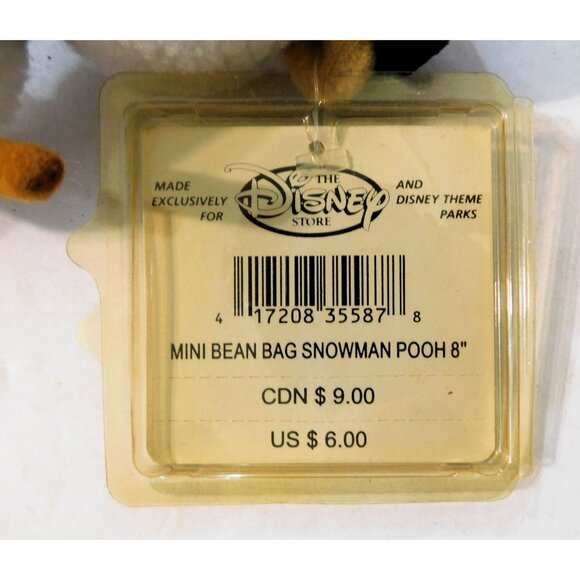 MADE EXCLUSIVELY FOR
THE
DISNEY
STORE
AND DISNEY THEME PARKS
4 17208 35587 8
MINI BEAN BAG SNOWMAN POOH 8"
CDN $ 9.00
US $ 6.00